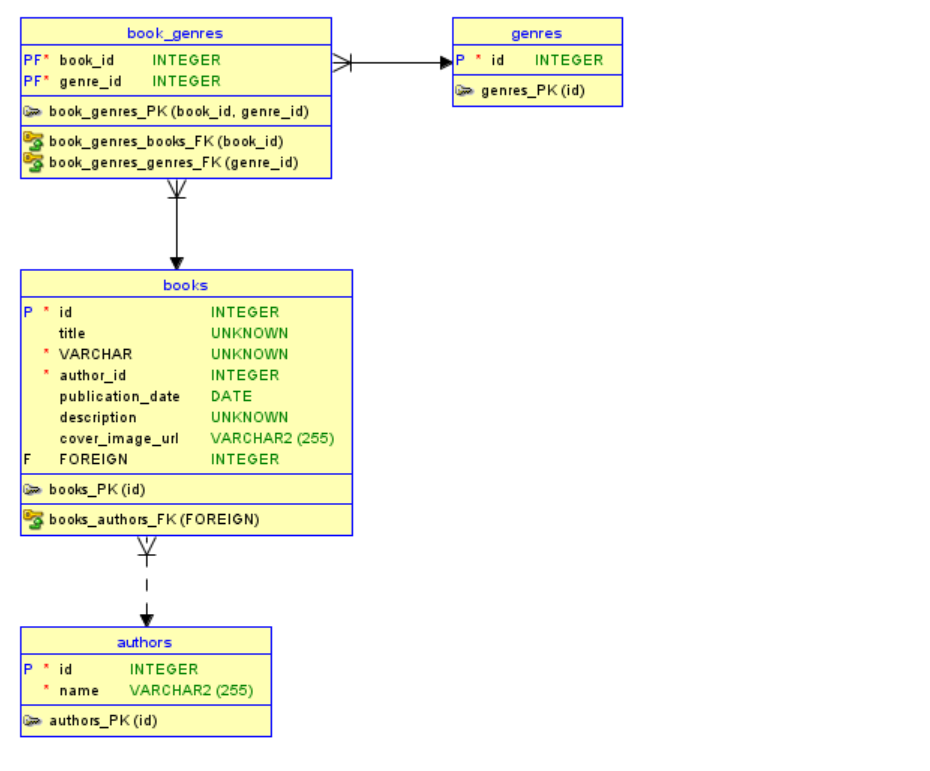 book_genres
PF* book_id INTEGER
PF* genre_id INTEGER
book_genres_PK (book_id, genre_id)
book_genres_books_FK (book_id)
book_genres_genres_FK (genre_id)
genres
P * id INTEGER
genres_PK (id)
books
P * id INTEGER
title UNKNOWN
* VARCHAR UNKNOWN
* author_id INTEGER
publication_date DATE
description UNKNOWN
cover_image_url VARCHAR2 (255)
F FOREIGN INTEGER
books_PK (id)
books_authors_FK (FOREIGN)
authors
P * id INTEGER
* name VARCHAR2 (255)
authors_PK (id)